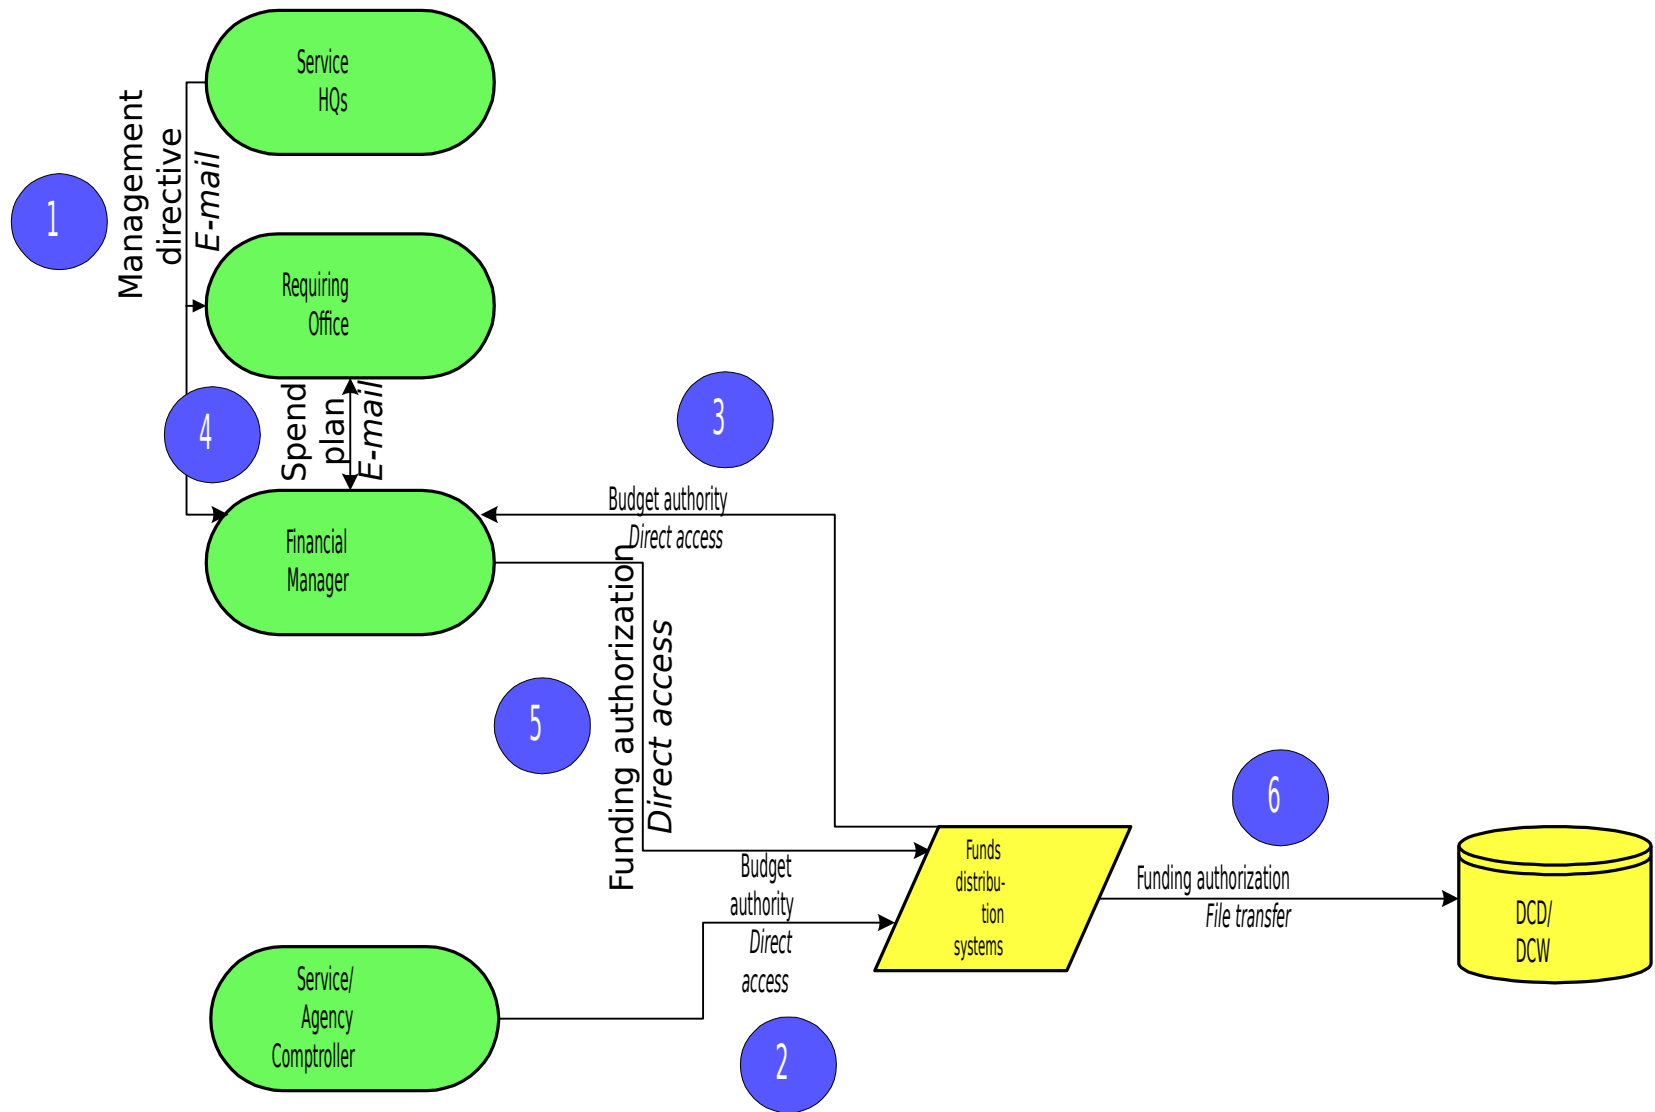 Service
HQs
Management
directive
E-mail
1
Requiring
Office
4
Spend
plan
E-mail
3
Budget authority
Direct access
Financial
Manager
Funding authorization
Direct access
5
6
Budget
authority
Direct
access
Funds
distribu-
tion
systems
Funding authorization
File transfer
DCD/
DCW
Service/
Agency
Comptroller
2